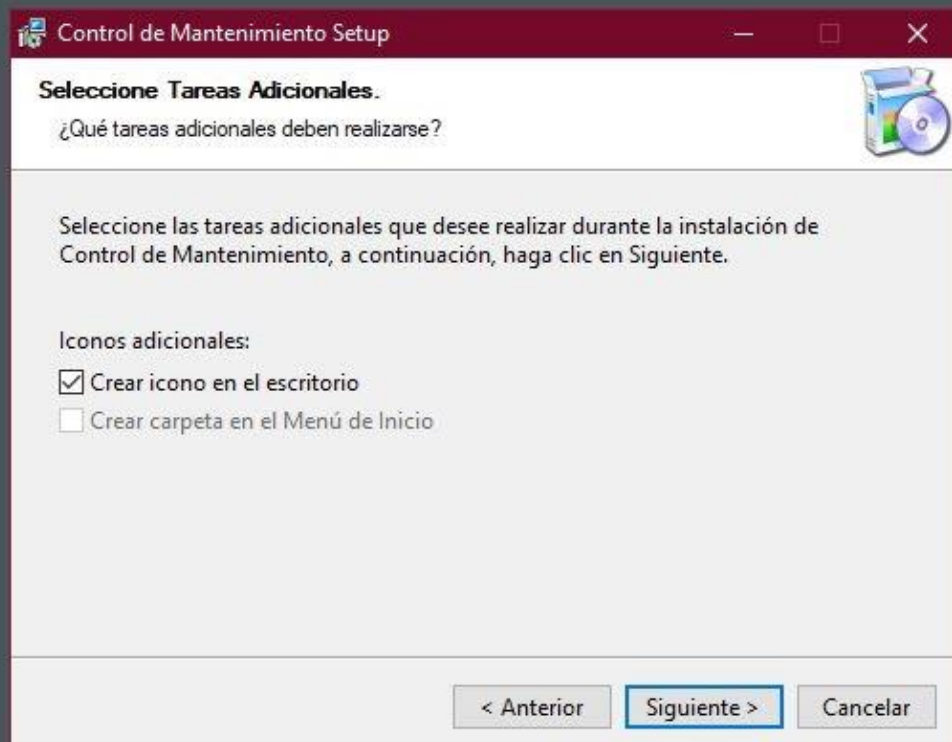 Control de Mantenimiento Setup
Seleccione Tareas Adicionales.
¿Qué tareas adicionales deben realizarse?
Seleccione las tareas adicionales que desee realizar durante la instalación de
Control de Mantenimiento, a continuación, haga clic en Siguiente.
Iconos adicionales:
Crear icono en el escritorio
Crear carpeta en el Menú de Inicio
< Anterior Siguiente > Cancelar